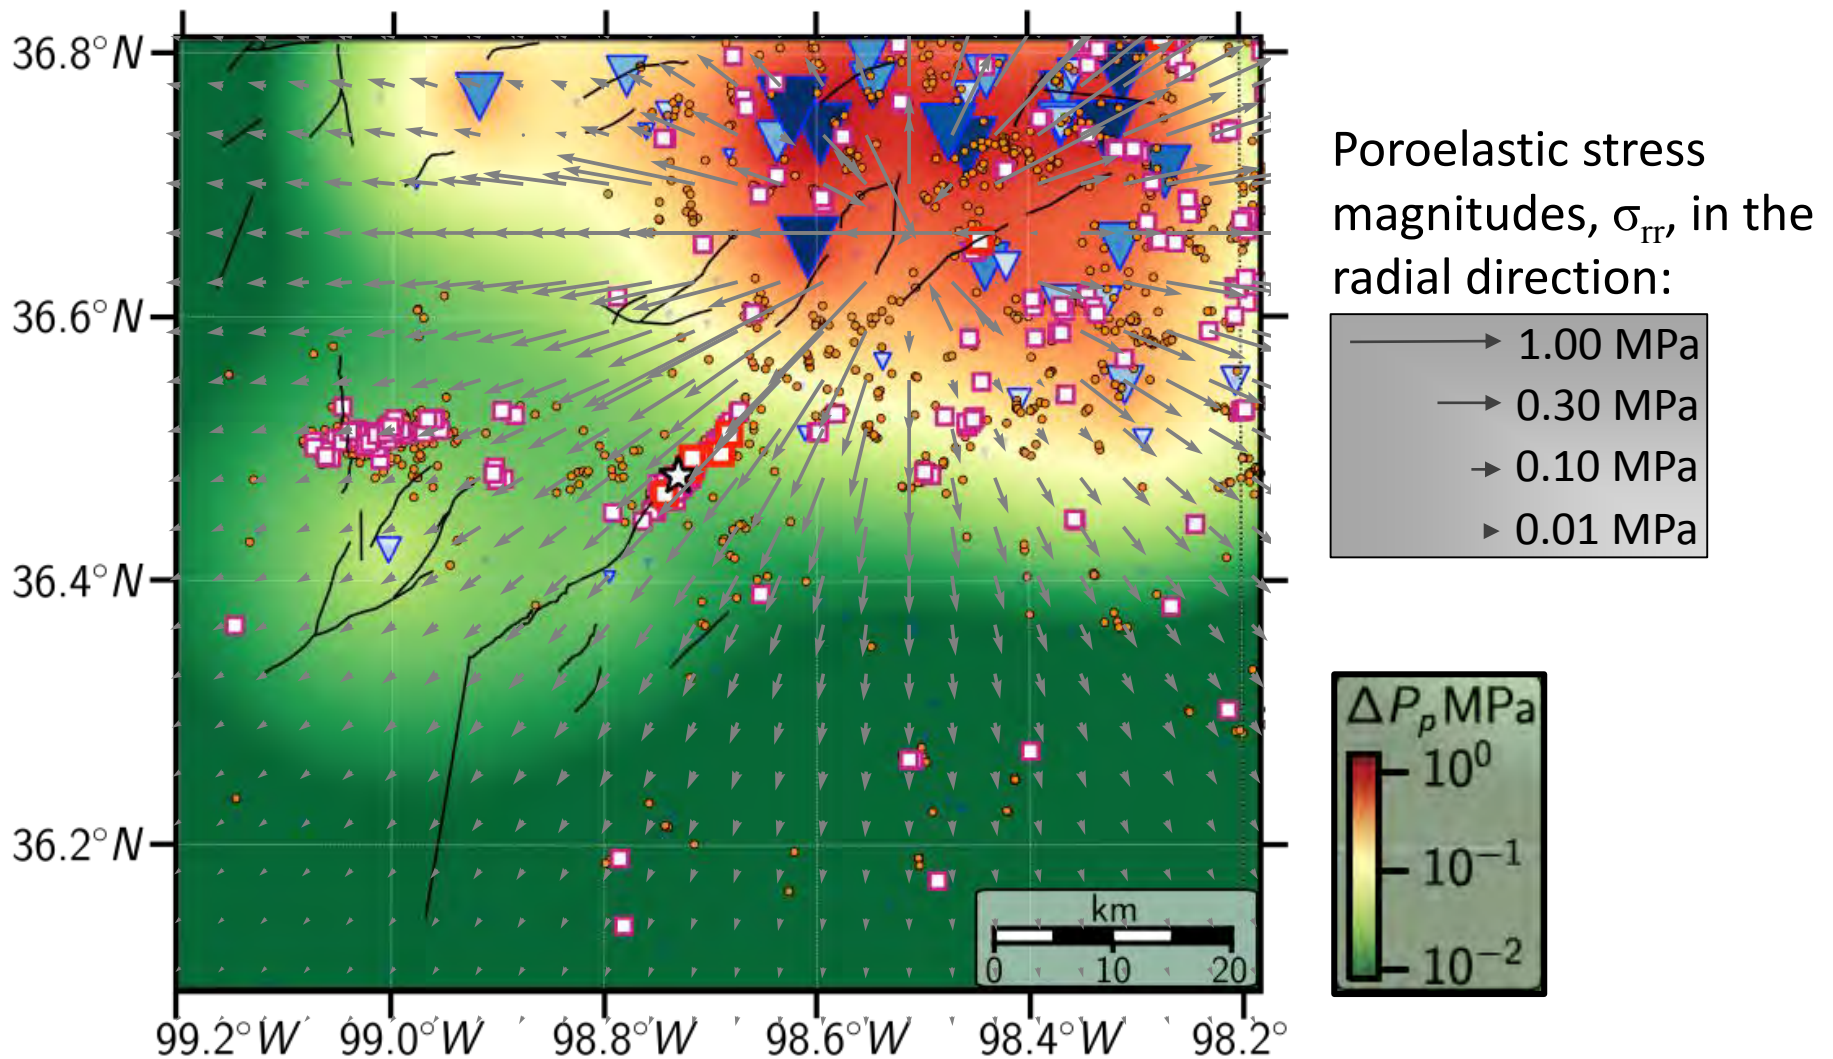 36.8°N
36.6°N
36.4°N
36.2°N
99.2°W 99.0°W 98.8°W 98.6°W 98.4°W 98.2°
km
0 10 20
Poroelastic stress
magnitudes, σrr, in the
radial direction:
1.00 MPa
0.30 MPa
0.10 MPa
0.01 MPa
ΔPp MPa
10⁰
10⁻¹
10⁻²